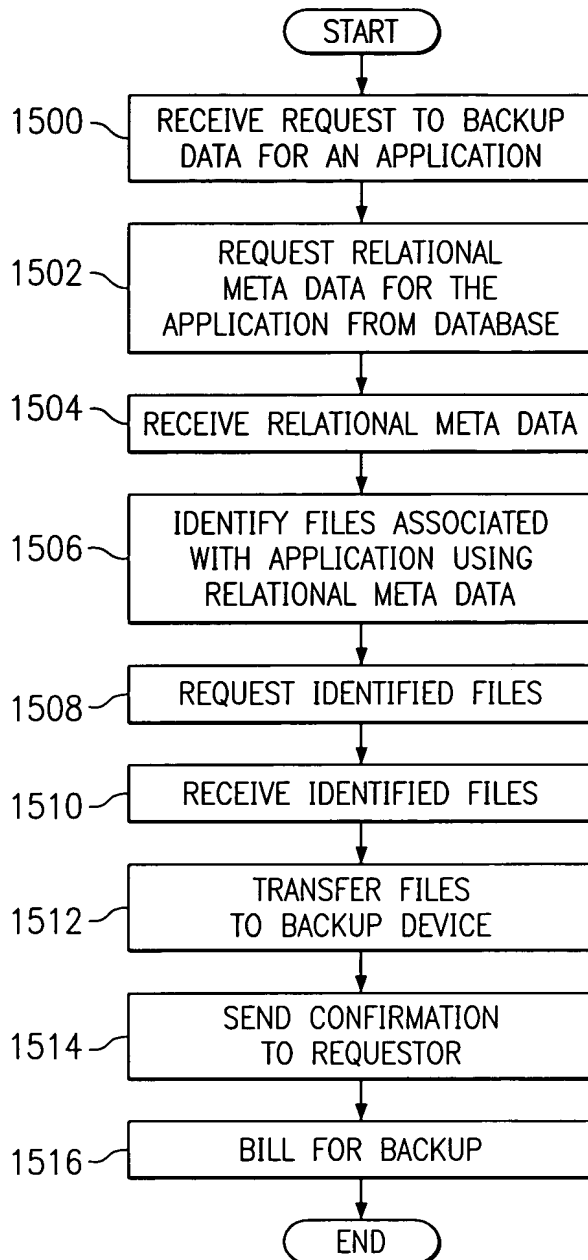 START
1500
RECEIVE REQUEST TO BACKUP
DATA FOR AN APPLICATION
1502
REQUEST RELATIONAL
META DATA FOR THE
APPLICATION FROM DATABASE
1504
RECEIVE RELATIONAL META DATA
1506
IDENTIFY FILES ASSOCIATED
WITH APPLICATION USING
RELATIONAL META DATA
1508
REQUEST IDENTIFIED FILES
1510
RECEIVE IDENTIFIED FILES
1512
TRANSFER FILES
TO BACKUP DEVICE
1514
SEND CONFIRMATION
TO REQUESTOR
1516
BILL FOR BACKUP
END